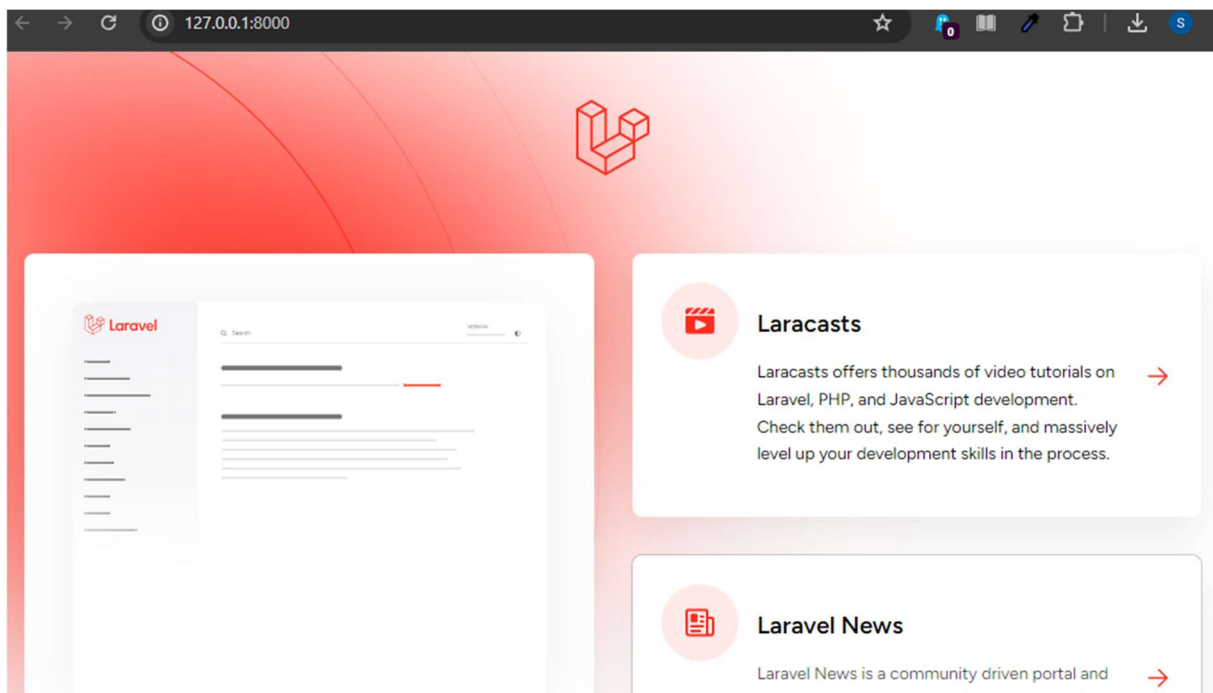 127.0.0.1:8000
0
S
Laravel
Search
VERSION
Laracasts
Laracasts offers thousands of video tutorials on
Laravel, PHP, and JavaScript development.
Check them out, see for yourself, and massively
level up your development skills in the process.
Laravel News
Laravel News is a community driven portal and